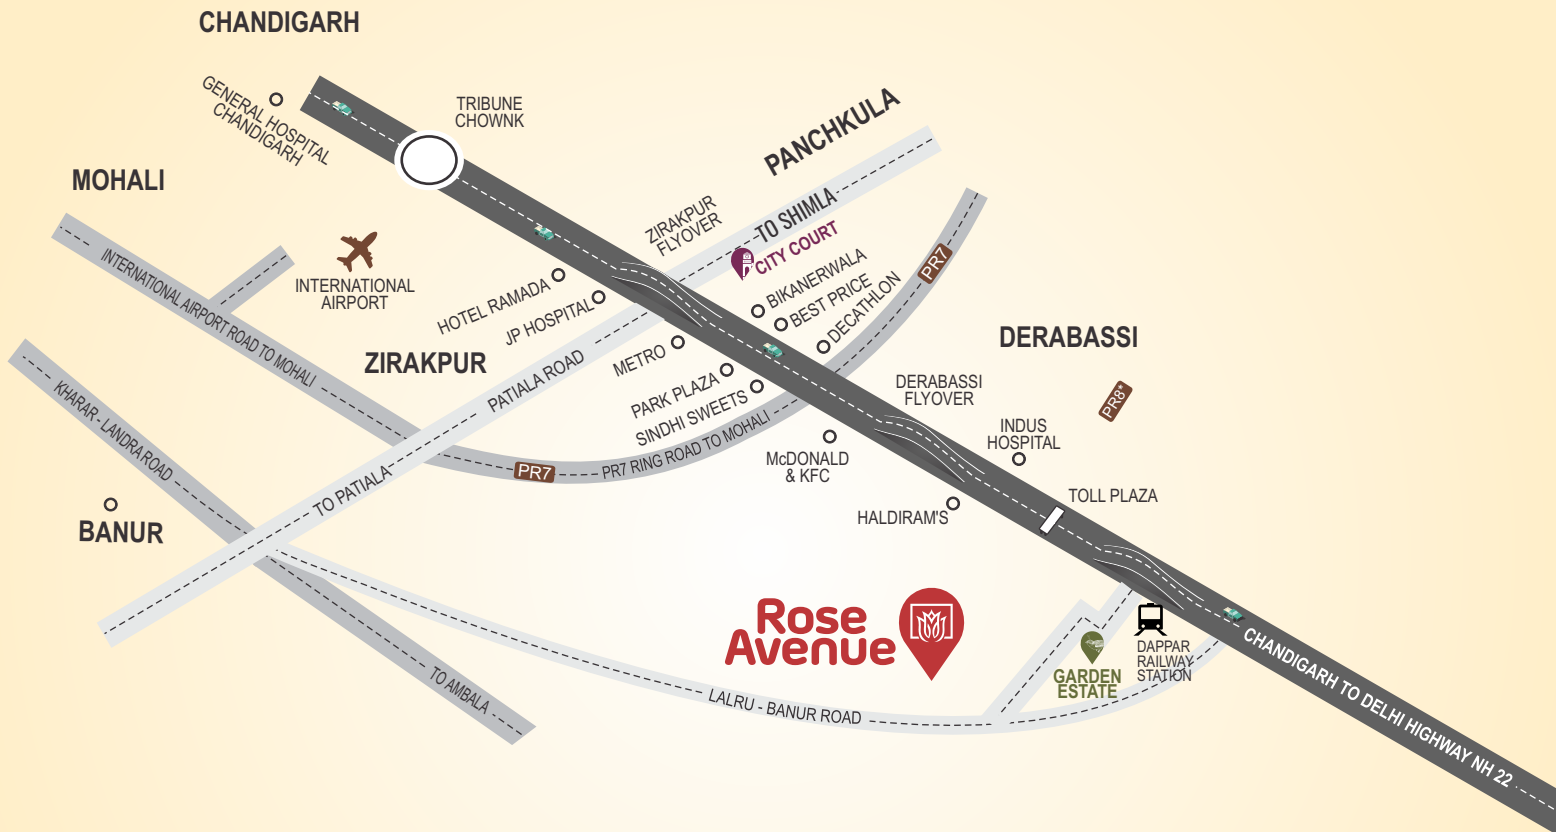 CHANDIGARH
GENERAL HOSPITAL
CHANDIGARH
TRIBUNE
CHOWNK
PANCHKULA
MOHALI
ZIRAKPUR
FLYOVER
TO SHIMLA
CITY COURT
INTERNATIONAL AIRPORT ROAD TO MOHALI
INTERNATIONAL
AIRPORT
HOTEL RAMADA
JP HOSPITAL
BIKANERWALA
BEST PRICE
DECATHLON
PR7
DERABASSI
ZIRAKPUR
PATIALA ROAD
METRO
PARK PLAZA
SINDHI SWEETS
DERABASSI
FLYOVER
PR8*
KHARAR - LANDRA ROAD
TO PATIALA
PR7
PR7 RING ROAD TO MOHALI
McDONALD
& KFC
INDUS
HOSPITAL
HALDIRAM'S
TOLL PLAZA
BANUR
Rose
Avenue
GARDEN
ESTATE
DAPPAR
RAILWAY
STATION
TO AMBALA
LALRU - BANUR ROAD
CHANDIGARH TO DELHI HIGHWAY NH 22